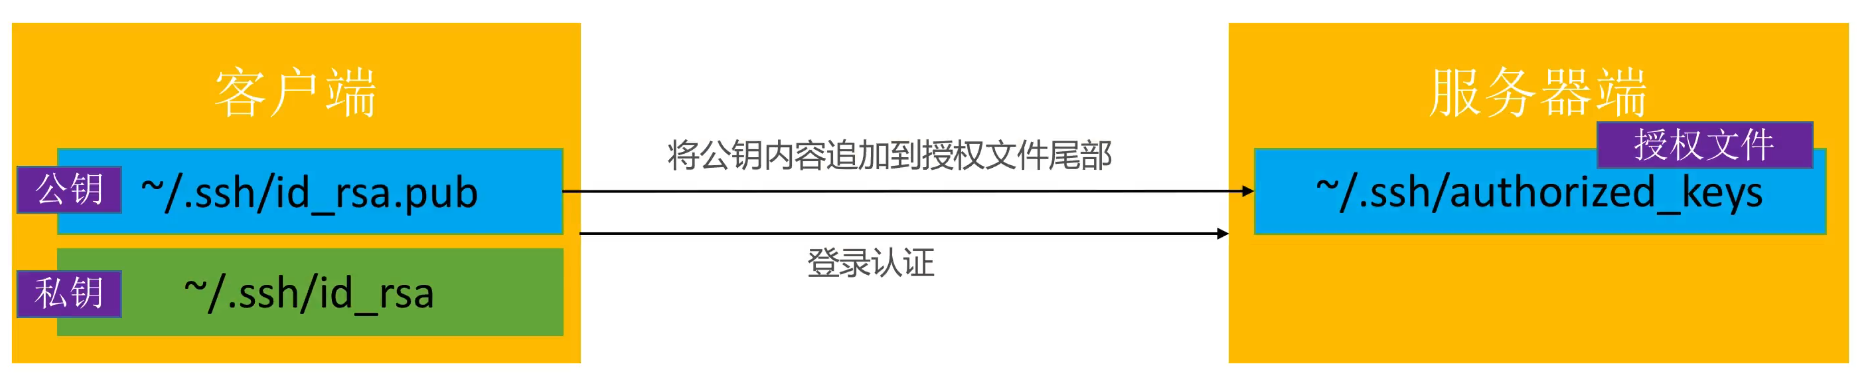 客户端
公钥
~/.ssh/id_rsa.pub
私钥
~/.ssh/id_rsa
将公钥内容追加到授权文件尾部
登录认证
服务器端
授权文件
~/.ssh/authorized_keys